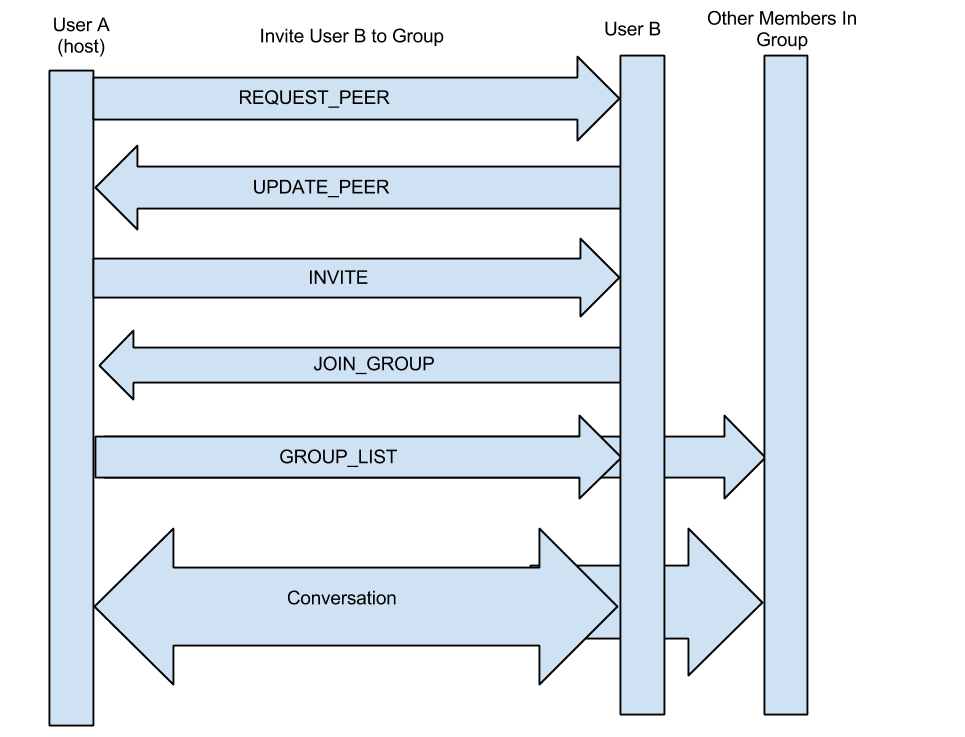 User A
(host)
Invite User B to Group
User B
Other Members In
Group
REQUEST_PEER
UPDATE_PEER
INVITE
JOIN_GROUP
GROUP_LIST
Conversation